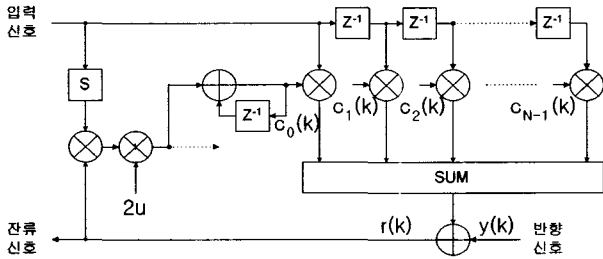 입력
신호
Z⁻¹ Z⁻¹ Z⁻¹
S
Z⁻¹
c₀(k) c₁(k) c₂(k) c_{N-1}(k)
2u
SUM
잔류
신호
r(k) y(k)
반향
신호